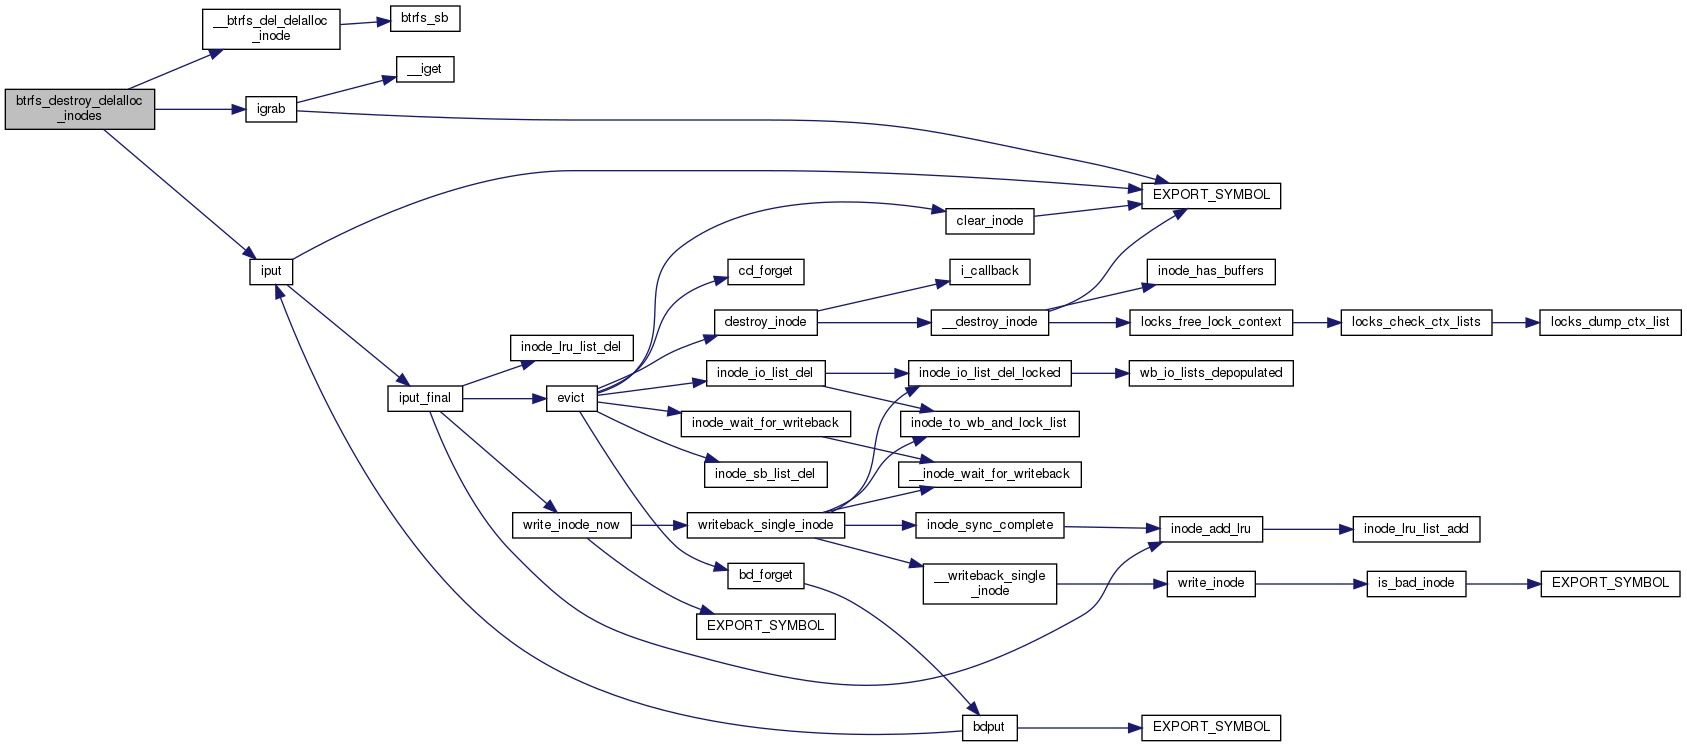 __btrfs_del_delalloc
_inode
btrfs_sb
__iget
btrfs_destroy_delalloc
_inodes
igrab
EXPORT_SYMBOL
clear_inode
iput
cd_forget
i_callback
inode_has_buffers
destroy_inode
__destroy_inode
locks_free_lock_context
locks_check_ctx_lists
locks_dump_ctx_list
inode_lru_list_del
inode_io_list_del
inode_io_list_del_locked
wb_io_lists_depopulated
iput_final
evict
inode_wait_for_writeback
inode_to_wb_and_lock_list
inode_sb_list_del
__inode_wait_for_writeback
write_inode_now
writeback_single_inode
inode_sync_complete
inode_add_lru
inode_lru_list_add
bd_forget
__writeback_single
_inode
write_inode
is_bad_inode
EXPORT_SYMBOL
EXPORT_SYMBOL
bdput
EXPORT_SYMBOL